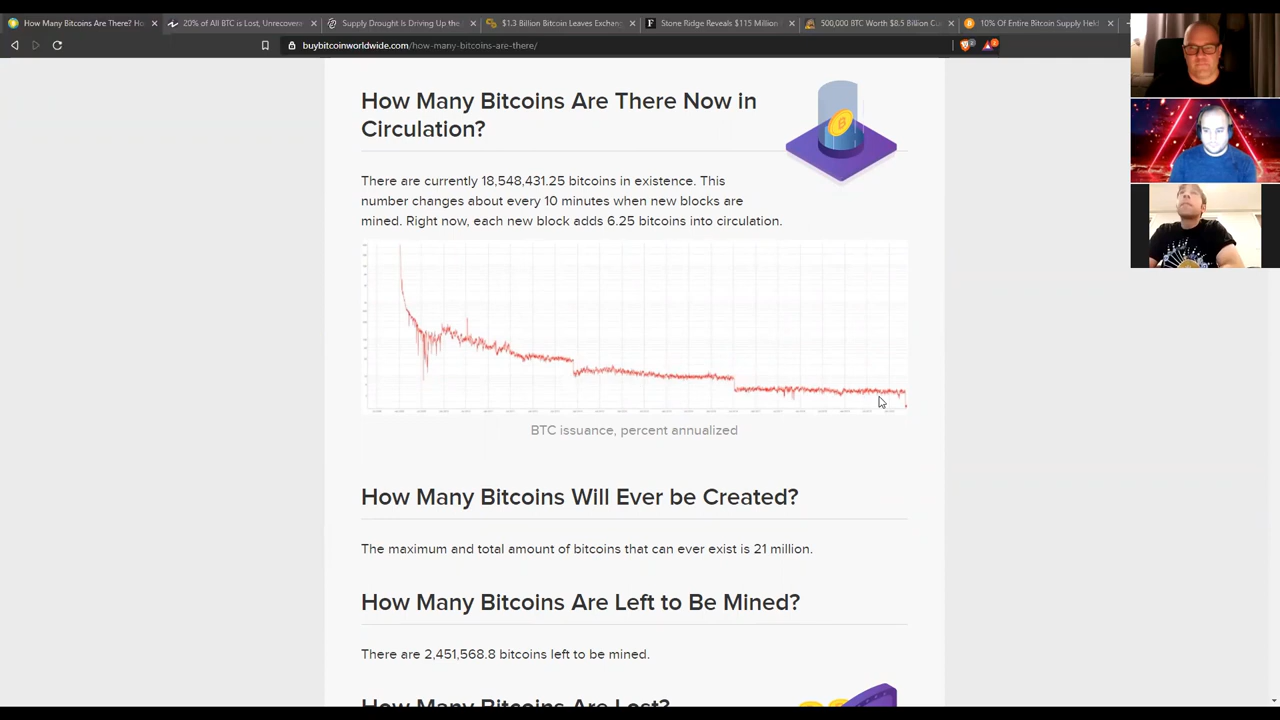 How Many Bitcoins Are There? Ho
20% of All BTC is Lost, Unrecover
Supply Drought Is Driving Up the
$1.3 Billion Bitcoin Leaves Exchan
Stone Ridge Reveals $115 Million
500,000 BTC Worth $8.5 Billion Cu
10% Of Entire Bitcoin Supply Held
buybitcoinworldwide.com/how-many-bitcoins-are-there/
How Many Bitcoins Are There Now in
Circulation?
There are currently 18,548,431.25 bitcoins in existence. This
number changes about every 10 minutes when new blocks are
mined. Right now, each new block adds 6.25 bitcoins into circulation.
BTC issuance, percent annualized
How Many Bitcoins Will Ever be Created?
The maximum and total amount of bitcoins that can ever exist is 21 million.
How Many Bitcoins Are Left to Be Mined?
There are 2,451,568.8 bitcoins left to be mined.
How Many Bitcoins Are Lost?